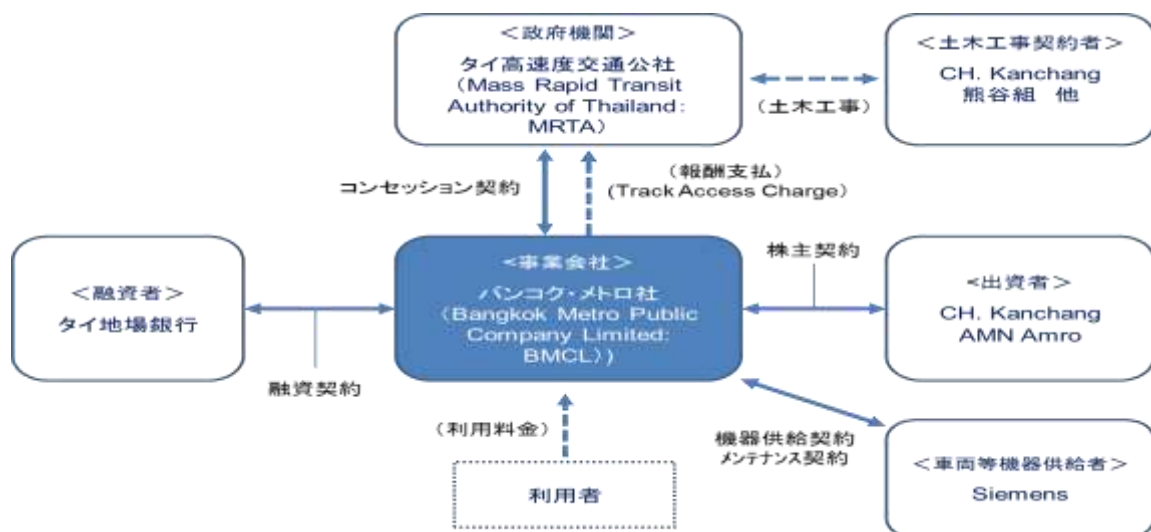 ＜政府機関＞
タイ高速度交通公社
（Mass Rapid Transit
Authority of Thailand：
MRTA）
＜土木工事契約者＞
CH. Kanchang
熊谷組　他
（土木工事）
コンセッション契約
（報酬支払）
(Track Access Charge）
＜融資者＞
タイ地場銀行
融資契約
＜事業会社＞
バンコク・メトロ社
（Bangkok Metro Public
Company Limited:
BMCL））
株主契約
＜出資者＞
CH. Kanchang
AMN Amro
（利用料金）
利用者
機器供給契約
メンテナンス契約
＜車両等機器供給者＞
Siemens